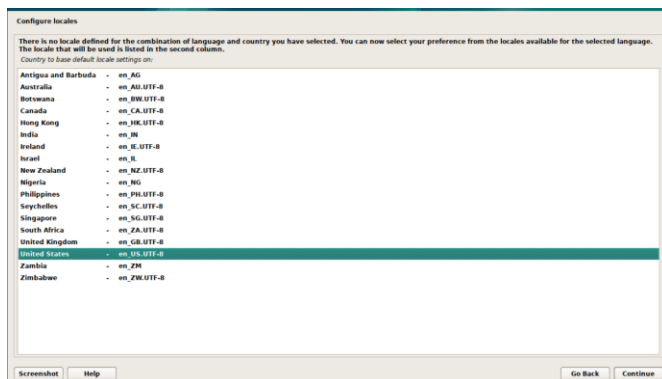 Configure locales
There is no locale defined for the combination of language and country you have selected. You can now select your preference from the locales available for the selected language.
The locale that will be used is listed in the second column.
Country to base default locale settings on:
Antigua and Barbuda - en_AG
Australia - en_AU.UTF-8
Botswana - en_BW.UTF-8
Canada - en_CA.UTF-8
Hong Kong - en_HK.UTF-8
India - en_IN
Ireland - en_IE.UTF-8
Israel - en_IL
New Zealand - en_NZ.UTF-8
Nigeria - en_NG
Philippines - en_PH.UTF-8
Seychelles - en_SC.UTF-8
Singapore - en_SG.UTF-8
South Africa - en_ZA.UTF-8
United Kingdom - en_GB.UTF-8
United States - en_US.UTF-8
Zambia - en_ZM
Zimbabwe - en_ZW.UTF-8
Screenshot Help Go Back Continue